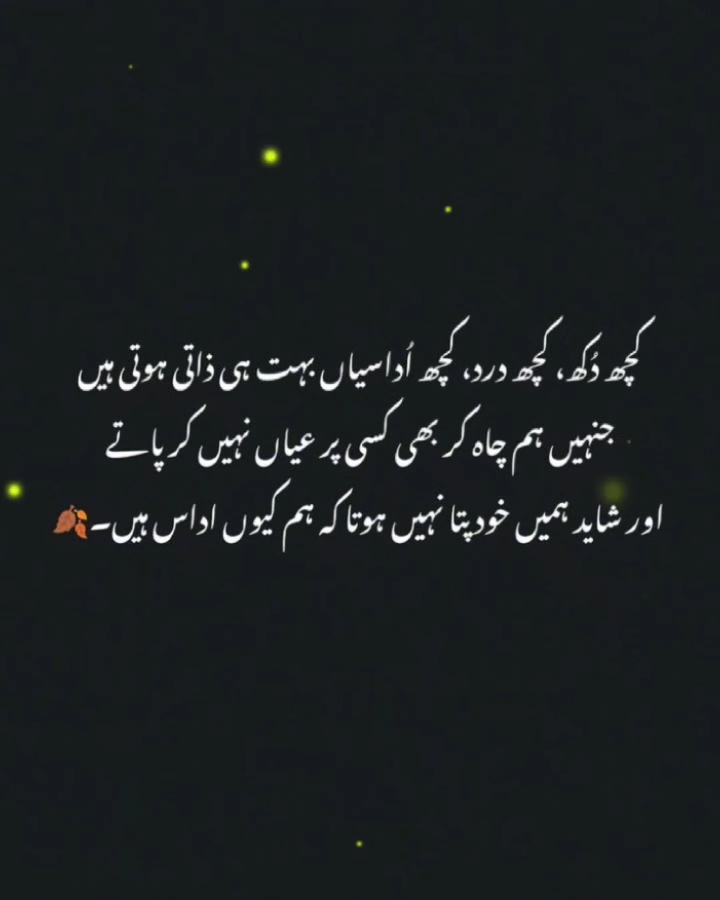 کچھ دُکھ، کچھ درد، کچھ اُداسیاں بہت ہی ذاتی ہوتی ہیں
جنہیں ہم چاہ کر بھی کسی پر عیاں نہیں کر پاتے
اور شاید ہمیں خود پتا نہیں ہوتا کہ ہم کیوں اداس ہیں۔🍂